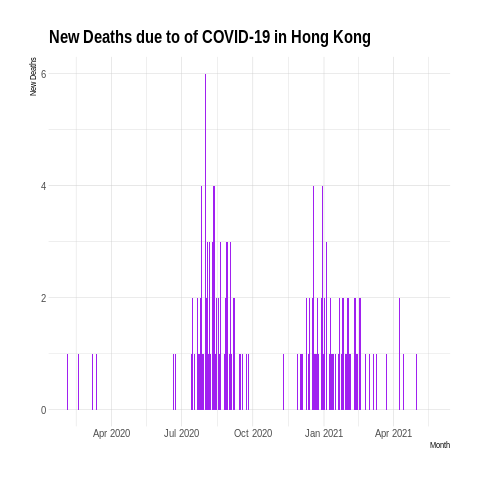 New Deaths due to of COVID-19 in Hong Kong
New Deaths
6
4
2
0
Apr 2020 Jul 2020 Oct 2020 Jan 2021 Apr 2021
Month